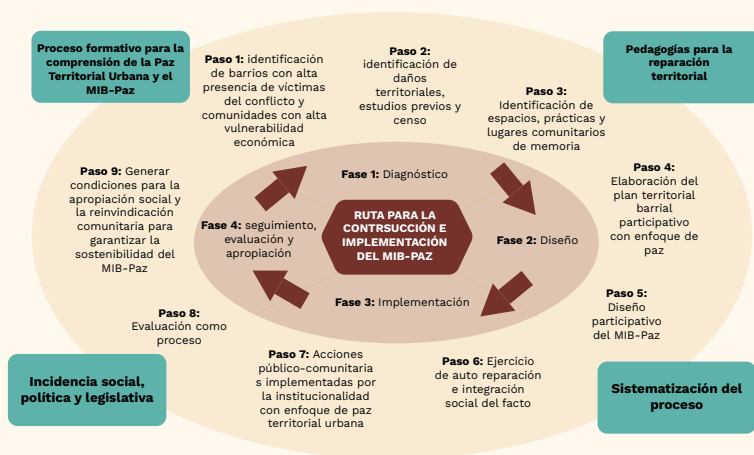 Proceso formativo para la
comprensión de la Paz
Territorial Urbana y el
MIB-Paz
Pedagogías para la
reparación
territorial
Paso 1: identificación
de barrios con alta
presencia de víctimas
del conflicto y
comunidades con alta
vulnerabilidad
económica
Paso 2:
identificación de
daños
territoriales,
estudios previos y
censo
Paso 3:
Identificación de
espacios, prácticas y
lugares comunitarios
de memoria
Paso 4:
Elaboración del
plan territorial
barrial
participativo
con enfoque de
paz
Paso 5:
Diseño
participativo
del MIB-Paz
Paso 6: Ejercicio
de auto reparación
e integración
social del facto
Paso 7: Acciones
público-comunitaria
s implementadas por
la institucionalidad
con enfoque de paz
territorial urbana
Paso 8:
Evaluación como
proceso
Paso 9: Generar
condiciones para la
apropiación social y
la reinvindicación
comunitaria para
garantizar la
sostenibilidad del
MIB-Paz
Fase 1: Diagnóstico
Fase 2: Diseño
Fase 3: Implementación
Fase 4: seguimiento,
evaluación y
apropiación
RUTA PARA LA
CONTRSUCCIÓN E
IMPLEMENTACIÓN
DEL MIB-PAZ
Incidencia social,
política y legislativa
Sistematización del
proceso